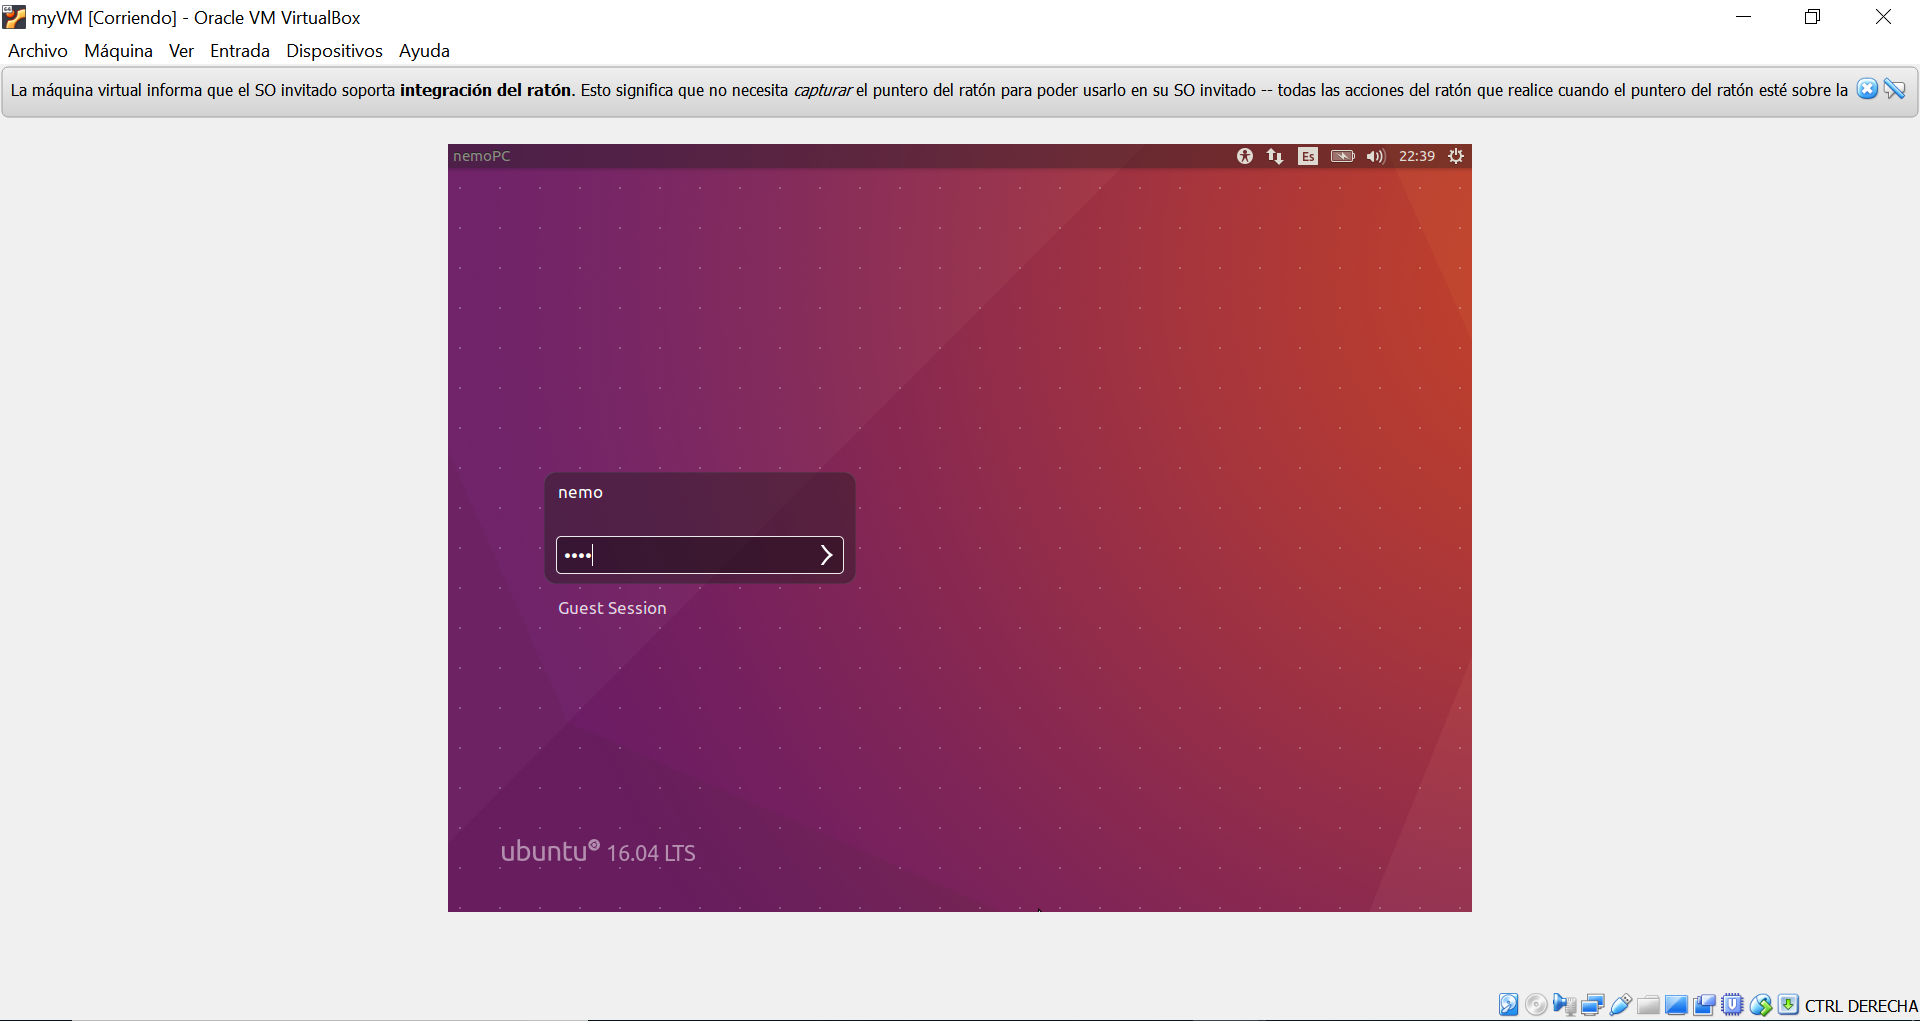 myVM [Corriendo] - Oracle VM VirtualBox
Archivo Máquina Ver Entrada Dispositivos Ayuda
La máquina virtual informa que el SO invitado soporta integración del ratón. Esto significa que no necesita capturar el puntero del ratón para poder usarlo en su SO invitado -- todas las acciones del ratón que realice cuando el puntero del ratón esté sobre la
nemoPC Es 22:39
nemo
••••
Guest Session
ubuntu 16.04 LTS
CTRL DERECHA